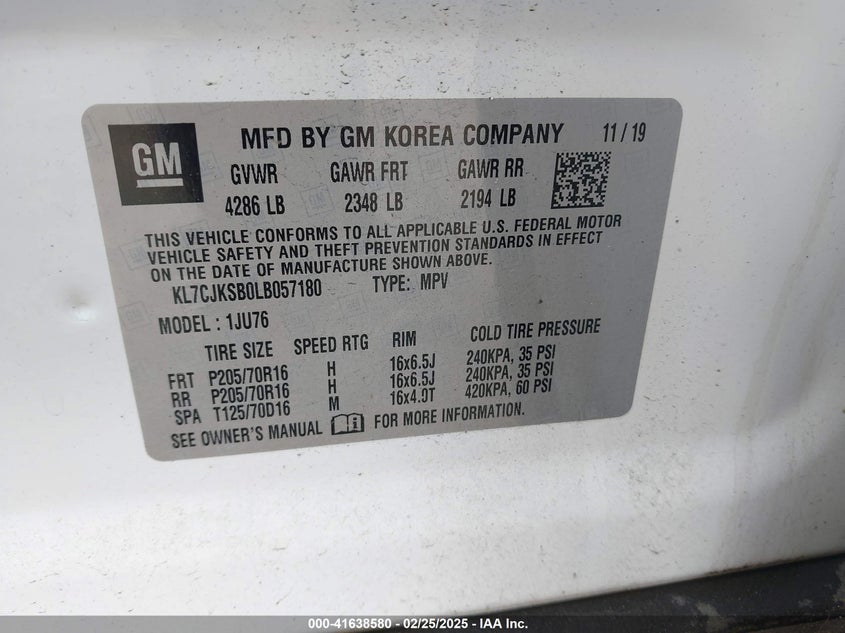 GM
MFD BY GM KOREA COMPANY 11/19
GVWR GAWR FRT GAWR RR
4286 LB 2348 LB 2194 LB
THIS VEHICLE CONFORMS TO ALL APPLICABLE U.S. FEDERAL MOTOR
VEHICLE SAFETY AND THEFT PREVENTION STANDARDS IN EFFECT
ON THE DATE OF MANUFACTURE SHOWN ABOVE.
KL7CJKSB0LB057180 TYPE: MPV
MODEL : 1JU76
TIRE SIZE SPEED RTG RIM COLD TIRE PRESSURE
FRT P205/70R16 H 16x6.5J 240KPA, 35 PSI
RR P205/70R16 H 16x6.5J 240KPA, 35 PSI
SPA T125/70D16 M 16x4.0T 420KPA, 60 PSI
SEE OWNER'S MANUAL FOR MORE INFORMATION.
000-41638580 — 02/25/2025 — IAA Inc.